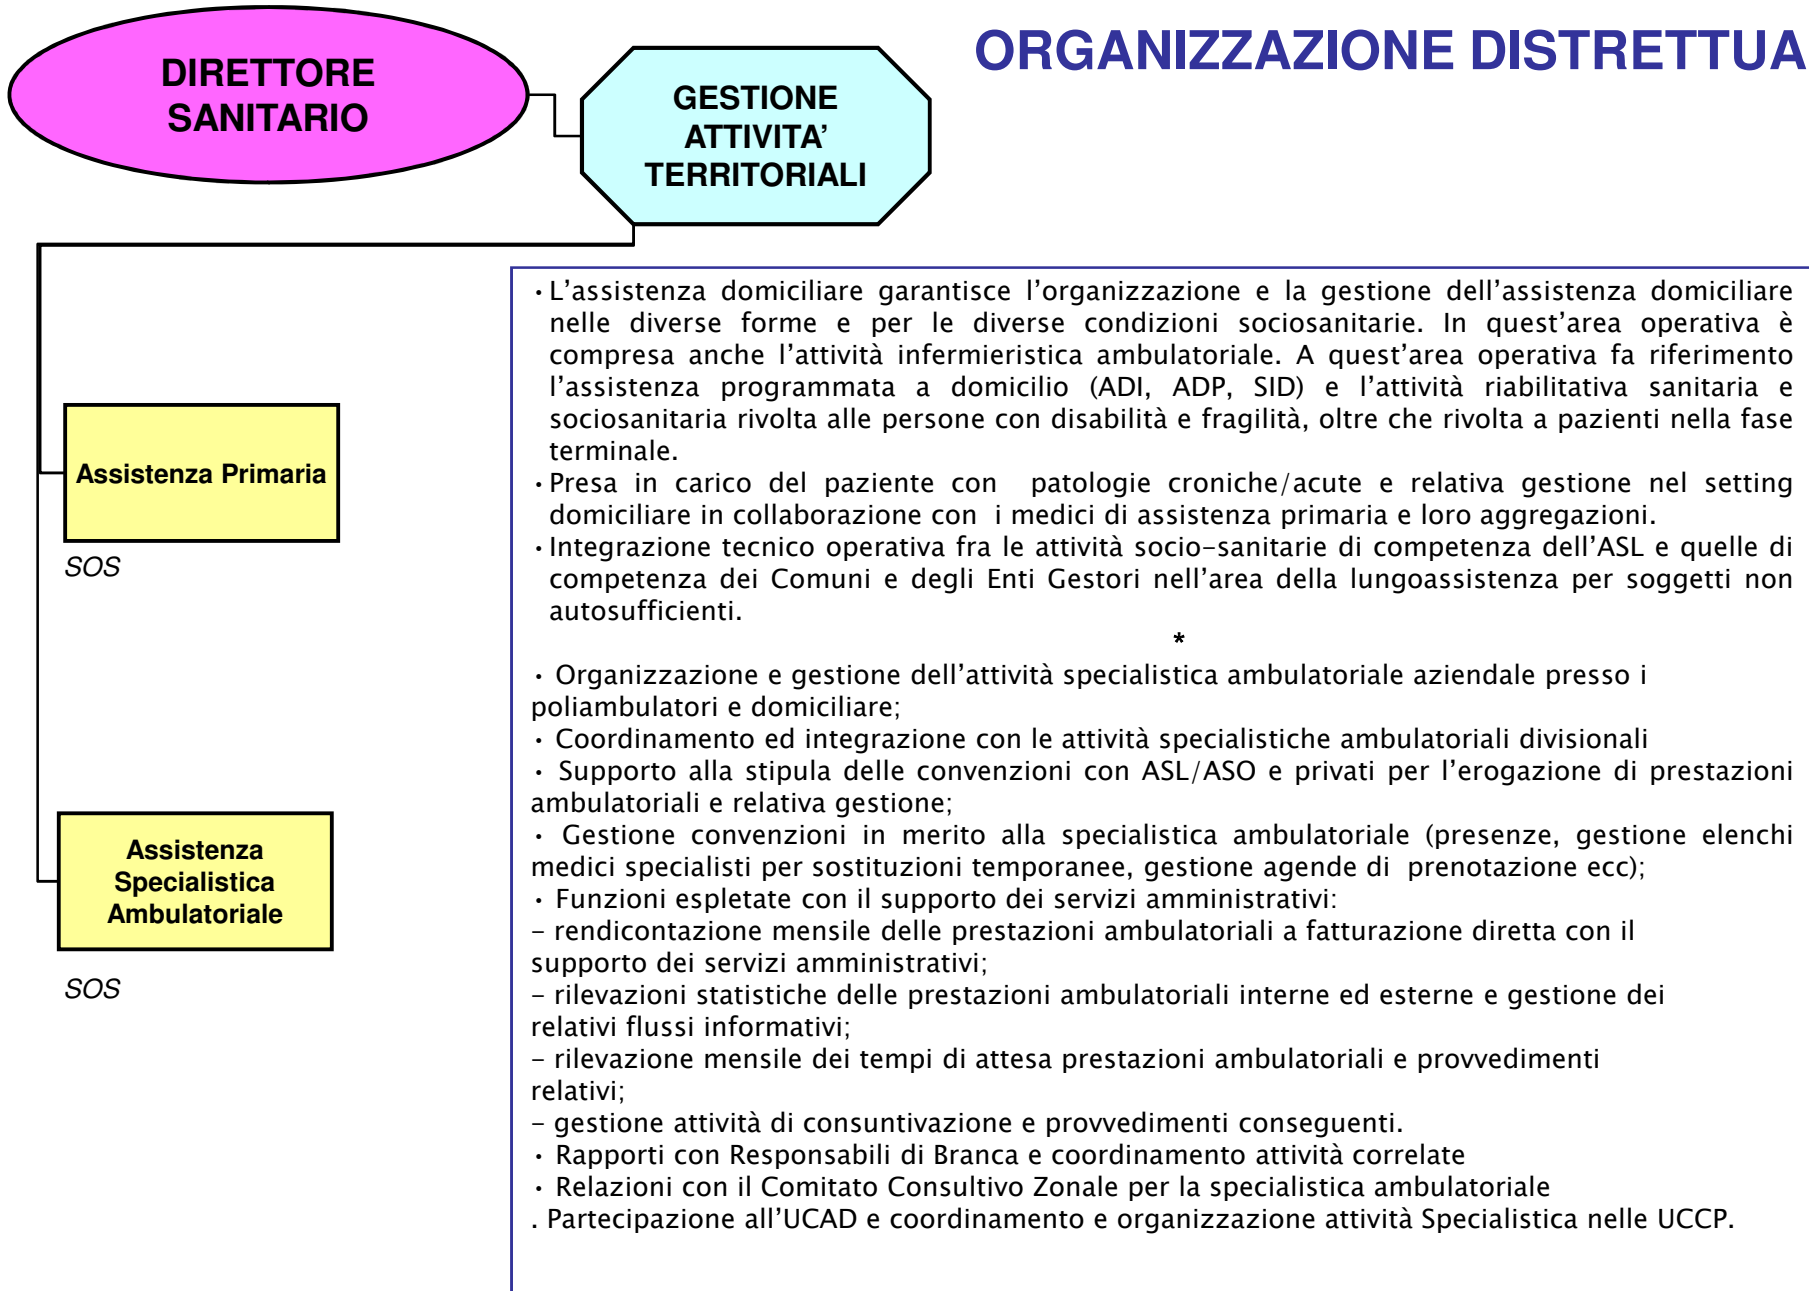 ORGANIZZAZIONE DISTRETTUA
DIRETTORE
SANITARIO
GESTIONE
ATTIVITA’
TERRITORIALI
Assistenza Primaria
SOS
Assistenza
Specialistica
Ambulatoriale
SOS
•L’assistenza domiciliare garantisce l’organizzazione e la gestione dell’assistenza domiciliare
nelle diverse forme e per le diverse condizioni sociosanitarie. In quest’area operativa è
compresa anche l’attività infermieristica ambulatoriale. A quest’area operativa fa riferimento
l’assistenza programmata a domicilio (ADI, ADP, SID) e l’attività riabilitativa sanitaria e
sociosanitaria rivolta alle persone con disabilità e fragilità, oltre che rivolta a pazienti nella fase
terminale.
•Presa in carico del paziente con patologie croniche/acute e relativa gestione nel setting
domiciliare in collaborazione con i medici di assistenza primaria e loro aggregazioni.
•Integrazione tecnico operativa fra le attività socio-sanitarie di competenza dell’ASL e quelle di
competenza dei Comuni e degli Enti Gestori nell’area della lungoassistenza per soggetti non
autosufficienti.
*
• Organizzazione e gestione dell’attività specialistica ambulatoriale aziendale presso i
poliambulatori e domiciliare;
• Coordinamento ed integrazione con le attività specialistiche ambulatoriali divisionali
• Supporto alla stipula delle convenzioni con ASL/ASO e privati per l’erogazione di prestazioni
ambulatoriali e relativa gestione;
• Gestione convenzioni in merito alla specialistica ambulatoriale (presenze, gestione elenchi
medici specialisti per sostituzioni temporanee, gestione agende di prenotazione ecc);
• Funzioni espletate con il supporto dei servizi amministrativi:
- rendicontazione mensile delle prestazioni ambulatoriali a fatturazione diretta con il
supporto dei servizi amministrativi;
- rilevazioni statistiche delle prestazioni ambulatoriali interne ed esterne e gestione dei
relativi flussi informativi;
- rilevazione mensile dei tempi di attesa prestazioni ambulatoriali e provvedimenti
relativi;
- gestione attività di consuntivazione e provvedimenti conseguenti.
• Rapporti con Responsabili di Branca e coordinamento attività correlate
• Relazioni con il Comitato Consultivo Zonale per la specialistica ambulatoriale
. Partecipazione all’UCAD e coordinamento e organizzazione attività Specialistica nelle UCCP.